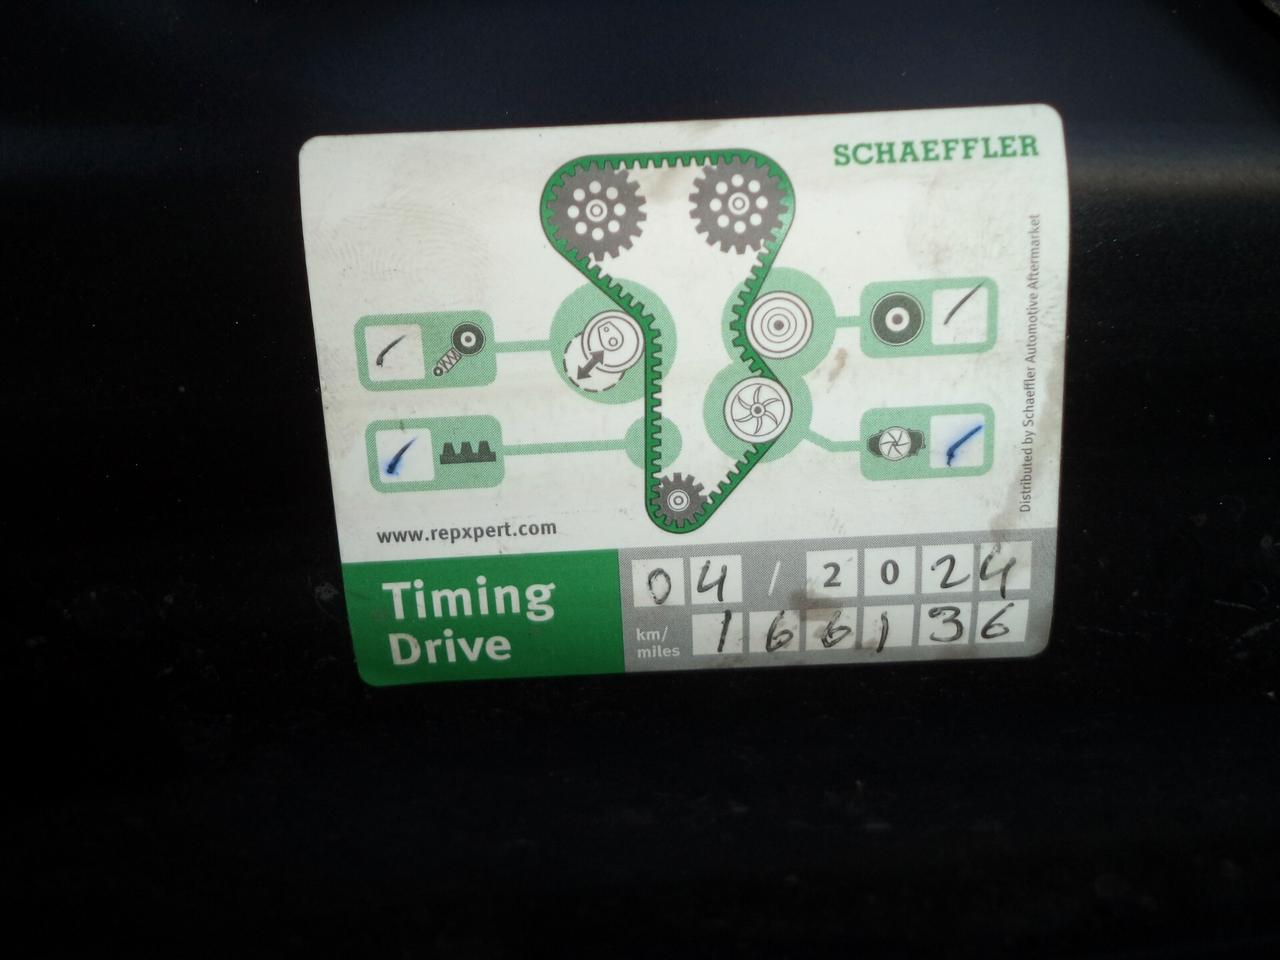 SCHAEFFLER
Distributed by Schaeffler Automotive Aftermarket
www.repxpert.com
Timing
Drive
04 / 2024
km/
miles
166136